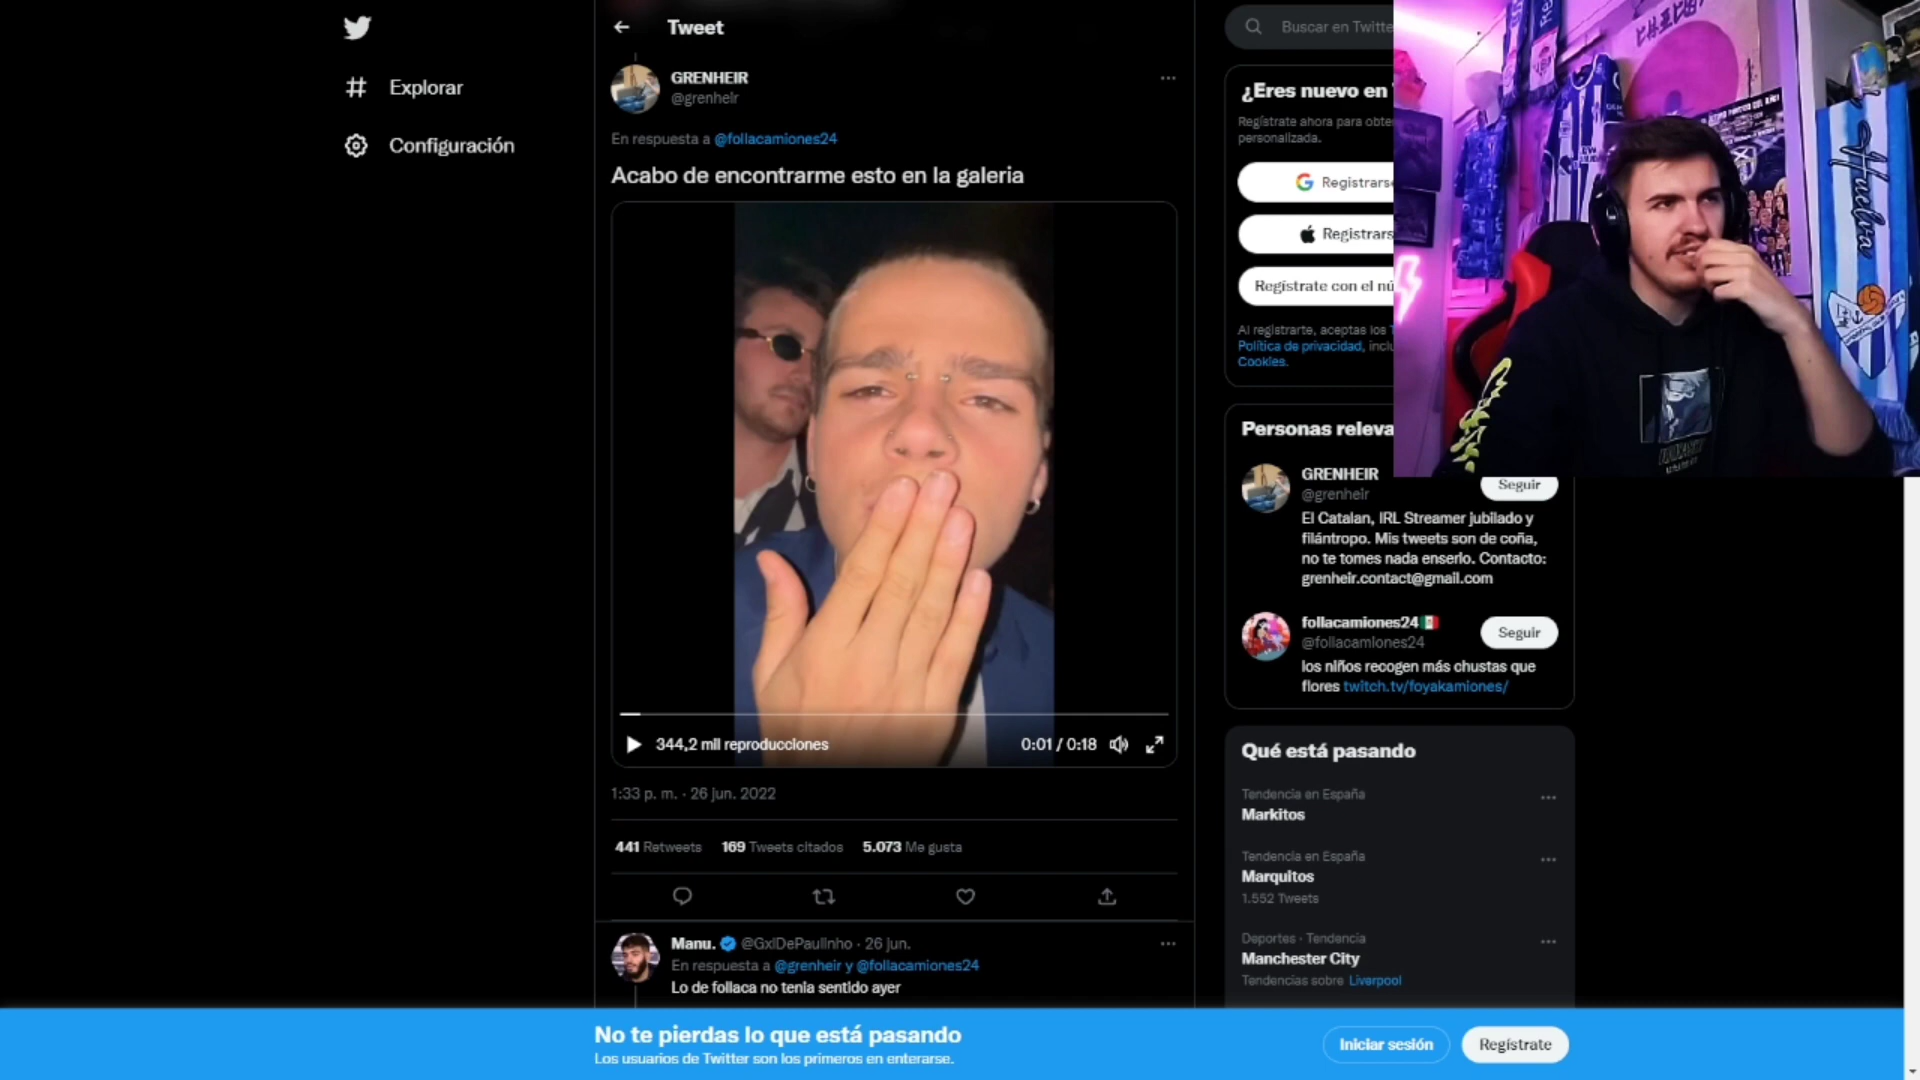 Tweet
Explorar
Configuración
GRENHEIR
@grenheir
En respuesta a @follacamiones24
Acabo de encontrarme esto en la galeria
344,2 mil reproducciones
0:01 / 0:18
1:33 p. m. · 26 jun. 2022
441 Retweets 169 Tweets citados 5.073 Me gusta
Manu. @GxlDePaulinho · 26 jun.
En respuesta a @grenheir y @follacamiones24
Lo de follaca no tenia sentido ayer
Buscar en Twitte
¿Eres nuevo en
Regístrate ahora para obte
personalizada.
Registrars
Registrars
Regístrate con el nú
Al registrarte, aceptas los
Política de privacidad, inclu
Cookies.
Personas releva
GRENHEIR
@grenheir
Seguir
El Catalan, IRL Streamer jubilado y
filántropo. Mis tweets son de coña,
no te tomes nada enserio. Contacto:
grenheir.contact@gmail.com
follacamiones24
@follacamiones24
Seguir
los niños recogen más chustas que
flores twitch.tv/foyakamiones/
Qué está pasando
Tendencia en España
Markitos
Tendencia en España
Marquitos
1.552 Tweets
Deportes · Tendencia
Manchester City
Tendencias sobre Liverpool
Huelva
No te pierdas lo que está pasando
Los usuarios de Twitter son los primeros en enterarse.
Iniciar sesión
Regístrate